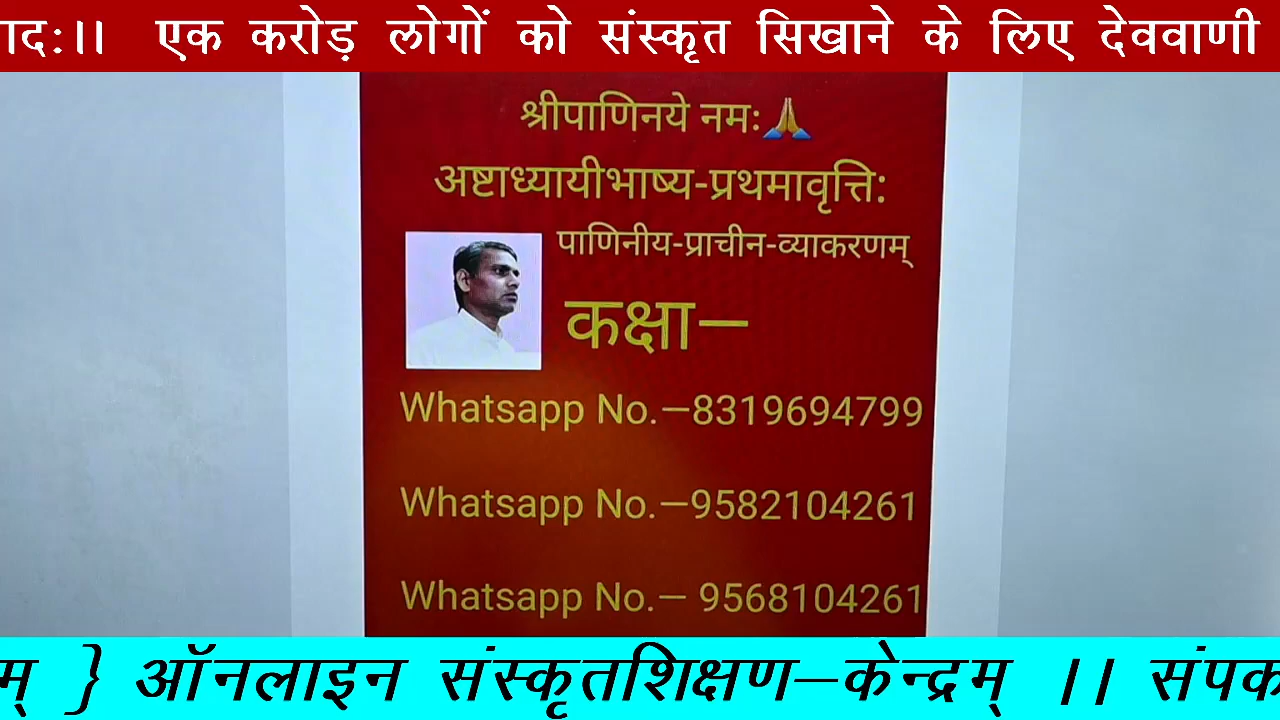 एक करोड़ लोगों को संस्कृत सिखाने के लिए देववाणी
श्रीपाणिनये नमः🙏
अष्टाध्यायीभाष्य-प्रथमावृत्ति:
पाणिनीय-प्राचीन-व्याकरणम्
कक्षा—
Whatsapp No.—8319694799
Whatsapp No.—9582104261
Whatsapp No.— 9568104261
} ऑनलाइन संस्कृतशिक्षण—केन्द्रम् ।।